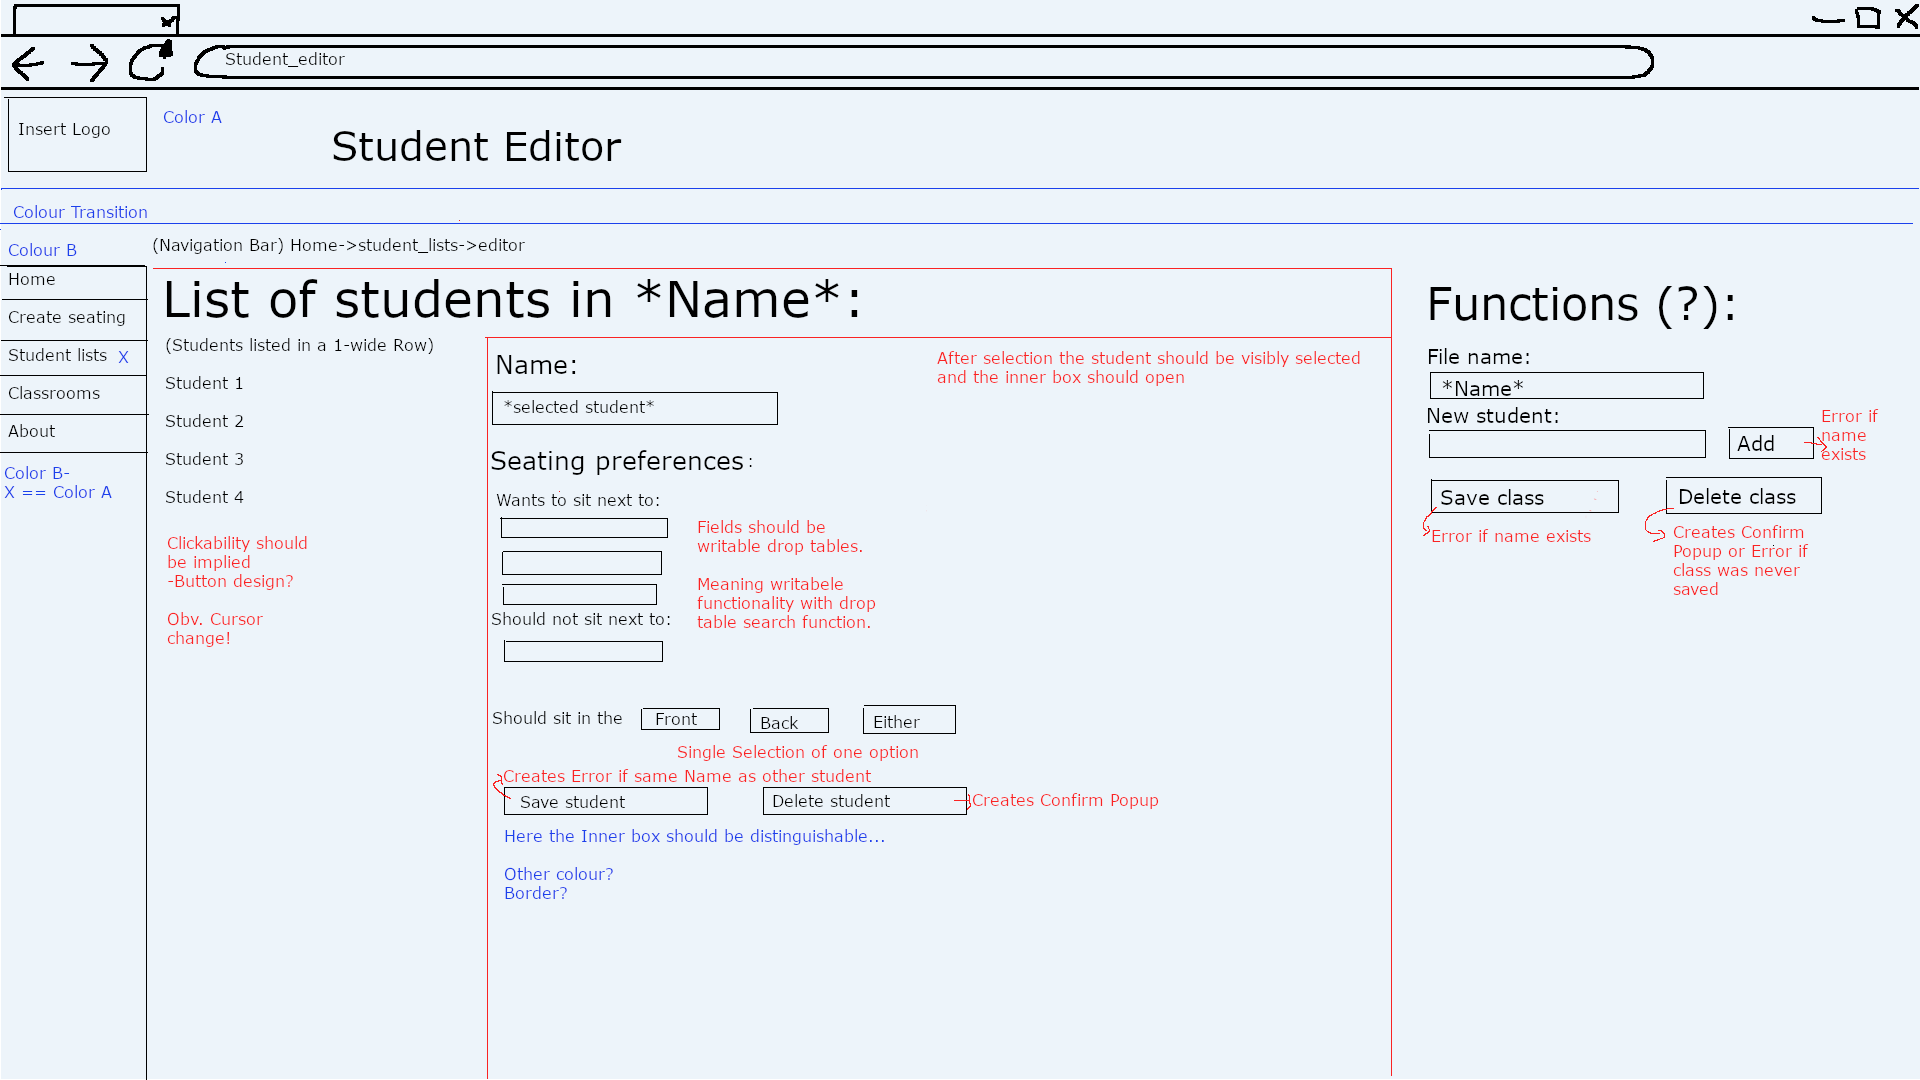 Student_editor
Insert Logo
Color A
Student Editor
Colour Transition
Colour B
(Navigation Bar) Home->student_lists->editor
Home
Create seating
Student lists X
Classrooms
About
Color B-
X == Color A
List of students in *Name*:
(Students listed in a 1-wide Row)
Student 1
Student 2
Student 3
Student 4
Clickability should
be implied
-Button design?
Obv. Cursor
change!
Name:
*selected student*
After selection the student should be visibly selected
and the inner box should open
Seating preferences:
Wants to sit next to:
Fields should be
writable drop tables.
Meaning writabele
functionality with drop
table search function.
Should not sit next to:
Should sit in the
Front
Back
Either
Single Selection of one option
Creates Error if same Name as other student
Save student
Delete student
Creates Confirm Popup
Here the Inner box should be distinguishable...
Other colour?
Border?
Functions (?):
File name:
*Name*
New student:
Add
Error if
name
exists
Save class
Delete class
Error if name exists
Creates Confirm
Popup or Error if
class was never
saved